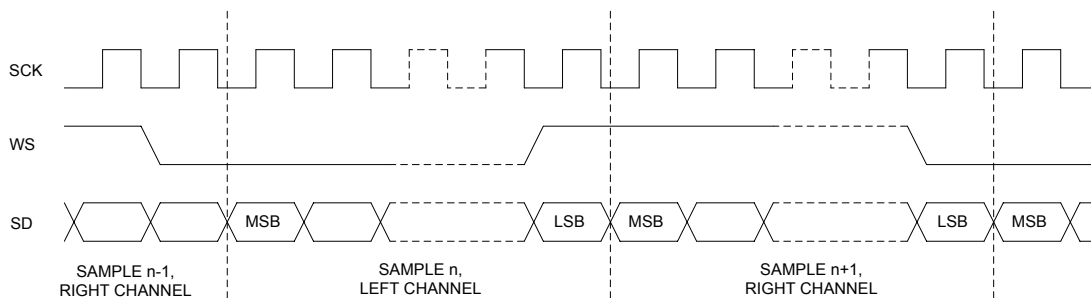 SCK
WS
SD
MSB
LSB
MSB
LSB
MSB
SAMPLE n-1,
RIGHT CHANNEL
SAMPLE n,
LEFT CHANNEL
SAMPLE n+1,
RIGHT CHANNEL